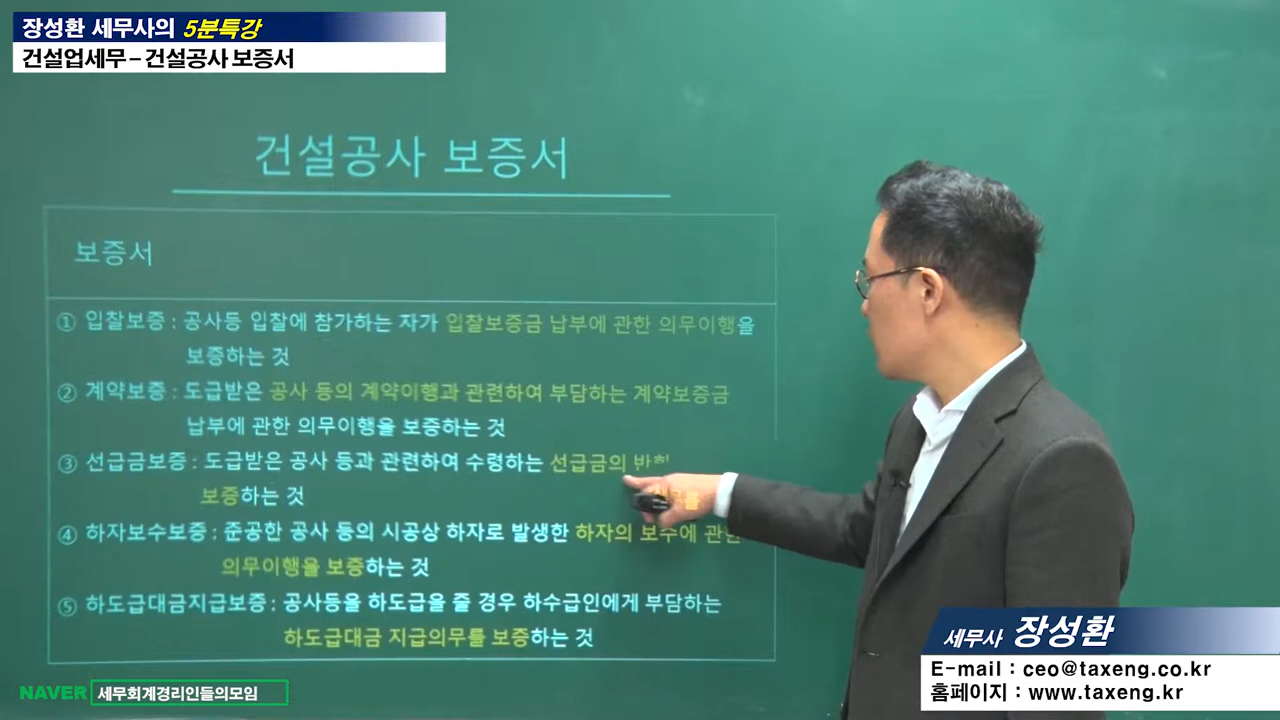 장성환 세무사의 5분특강
건설업세무 – 건설공사 보증서
건설공사 보증서
보증서
① 입찰보증 : 공사등 입찰에 참가하는 자가 입찰보증금 납부에 관한 의무이행을
보증하는 것
② 계약보증 : 도급받은 공사 등의 계약이행과 관련하여 부담하는 계약보증금
납부에 관한 의무이행을 보증하는 것
③ 선급금보증 : 도급받은 공사 등과 관련하여 수령하는 선급금의
보증하는 것
④ 하자보수보증 : 준공한 공사 등의 시공상 하자로 발생한 하자의 보수에 관한
의무이행을 보증하는 것
⑤ 하도급대금지급보증 : 공사등을 하도급을 줄 경우 하수급인에게 부담하는
하도급대금 지급의무를 보증하는 것
세무사 장성환
E-mail : ceo@taxeng.co.kr
홈페이지 : www.taxeng.kr
NAVER 세무회계경리인들의모임